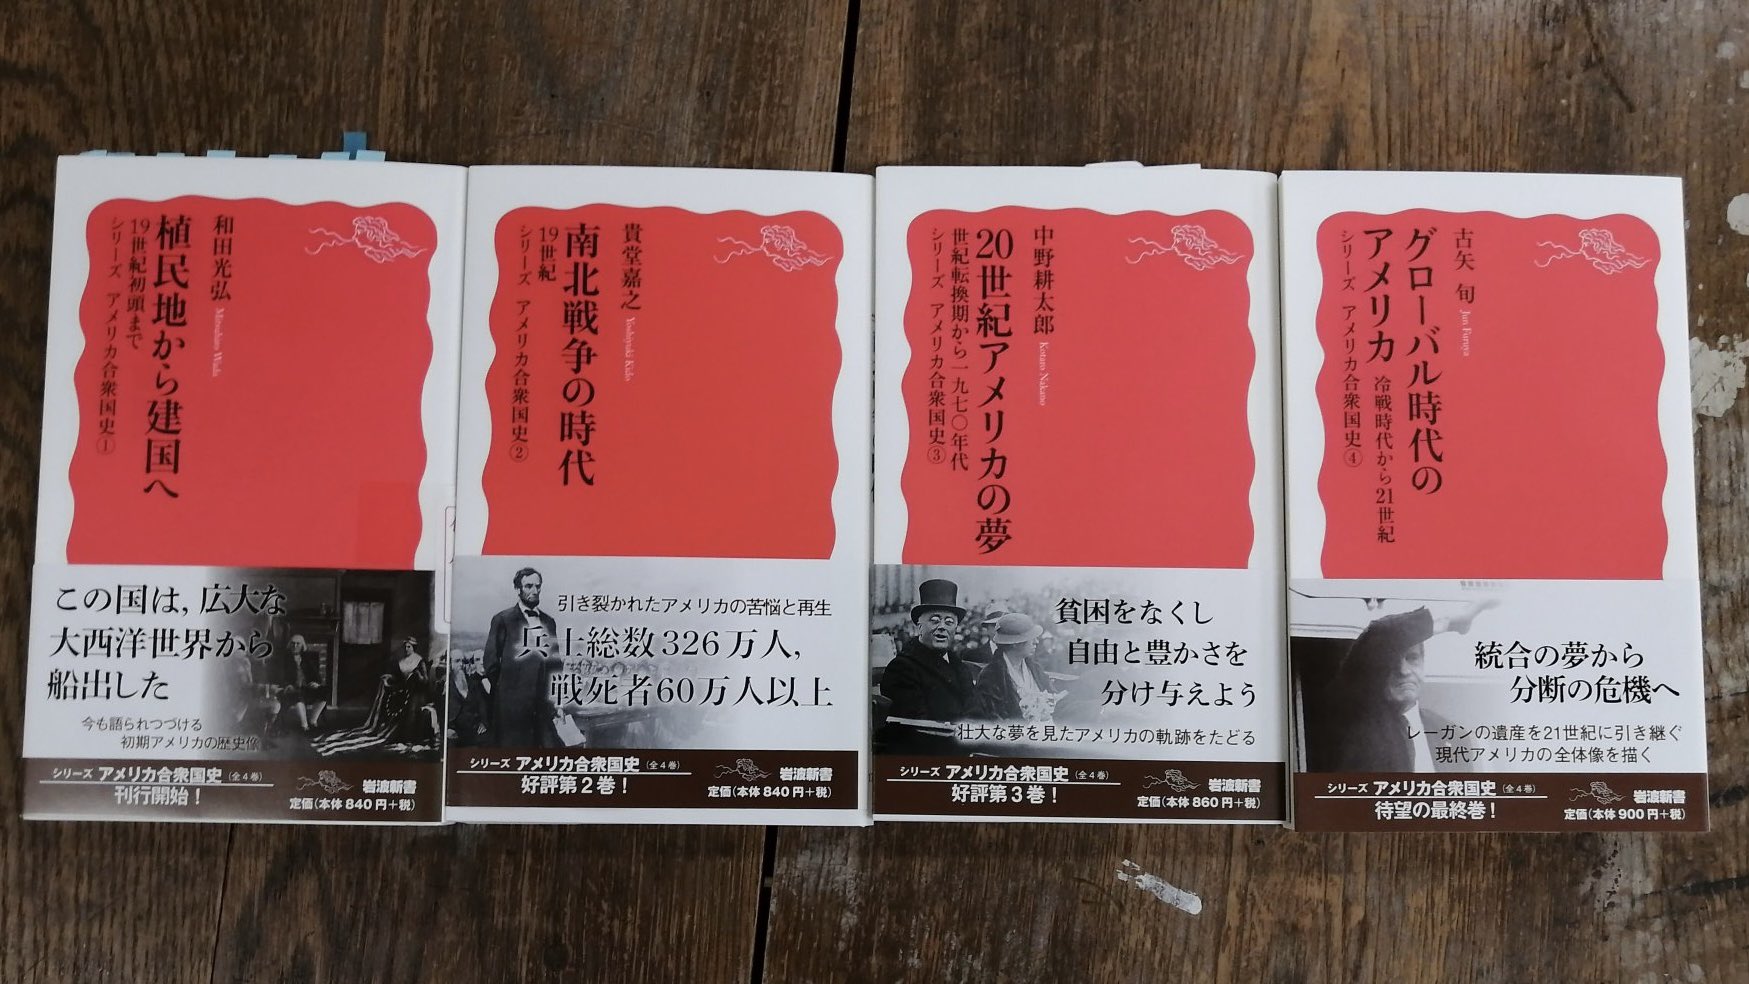 和田光弘 Mitsuhiro Wada
植民地から建国へ
19世紀初頭まで
シリーズ アメリカ合衆国史①
この国は,広大な
大西洋世界から
船出した
今も語られつづける
初期アメリカの歴史像
シリーズ アメリカ合衆国史(全4巻)
刊行開始!
岩波新書
定価(本体840円+税)
貴堂嘉之 Yoshiyuki Kido
南北戦争の時代
19世紀
シリーズ アメリカ合衆国史②
引き裂かれたアメリカの苦悩と再生
兵士総数326万人,
戦死者60万人以上
シリーズ アメリカ合衆国史(全4巻)
好評第2巻!
岩波新書
定価(本体840円+税)
中野耕太郎 Kotaro Nakano
20世紀アメリカの夢
世紀転換期から一九七〇年代
シリーズ アメリカ合衆国史③
貧困をなくし
自由と豊かさを
分け与えよう
壮大な夢を見たアメリカの軌跡をたどる
シリーズ アメリカ合衆国史(全4巻)
好評第3巻!
岩波新書
定価(本体860円+税)
古矢 旬 Jun Furuya
グローバル時代の
アメリカ 冷戦時代から21世紀
シリーズ アメリカ合衆国史④
統合の夢から
分断の危機へ
レーガンの遺産を21世紀に引き継ぐ
現代アメリカの全体像を描く
シリーズ アメリカ合衆国史(全4巻)
待望の最終巻!
岩波新書
定価(本体900円+税)